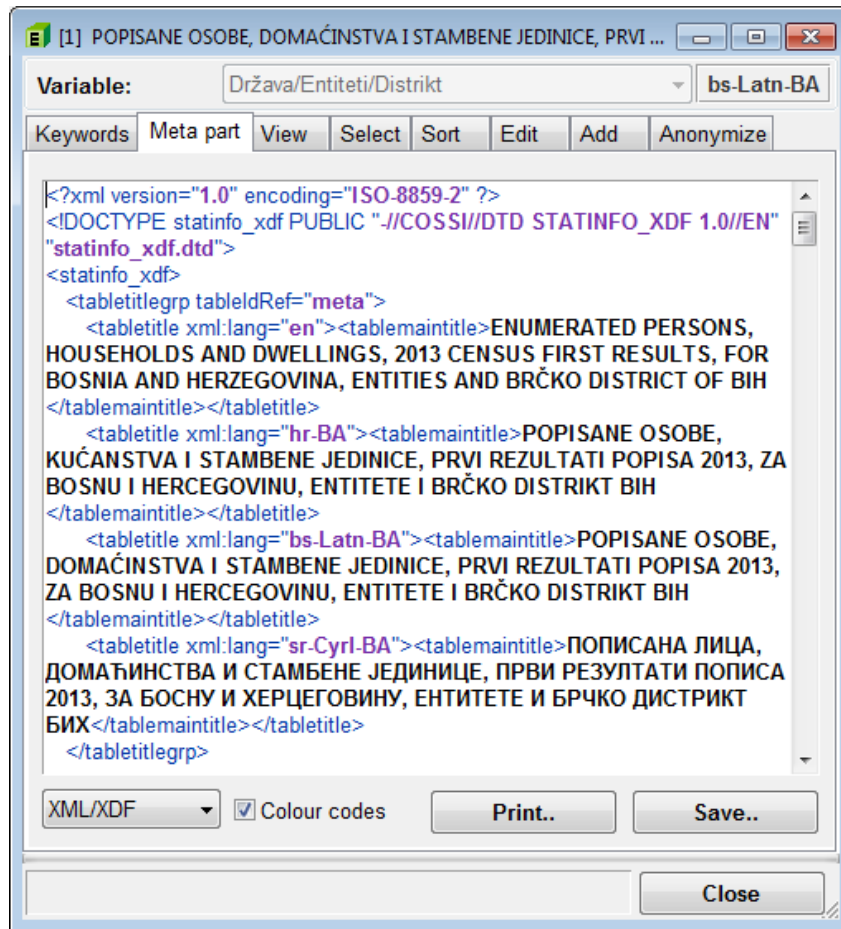 [1] POPISANE OSOBE, DOMAĆINSTVA I STAMBENE JEDINICE, PRVI ...
Variable: Država/Entiteti/Distrikt bs-Latn-BA
Keywords Meta part View Select Sort Edit Add Anonymize
<?xml version="1.0" encoding="ISO-8859-2" ?>
<!DOCTYPE statinfo_xdf PUBLIC "-//COSSI//DTD STATINFO_XDF 1.0//EN"
"statinfo_xdf.dtd">
<statinfo_xdf>
<tabletitlegrp tableIdRef="meta">
<tabletitle xml:lang="en"><tablemaintitle>ENUMERATED PERSONS,
HOUSEHOLDS AND DWELLINGS, 2013 CENSUS FIRST RESULTS, FOR
BOSNIA AND HERZEGOVINA, ENTITIES AND BRČKO DISTRICT OF BIH
</tablemaintitle></tabletitle>
<tabletitle xml:lang="hr-BA"><tablemaintitle>POPISANE OSOBE,
KUĆANSTVA I STAMBENE JEDINICE, PRVI REZULTATI POPISA 2013, ZA
BOSNU I HERCEGOVINU, ENTITETE I BRČKO DISTRIKT BIH
</tablemaintitle></tabletitle>
<tabletitle xml:lang="bs-Latn-BA"><tablemaintitle>POPISANE OSOBE,
DOMAĆINSTVA I STAMBENE JEDINICE, PRVI REZULTATI POPISA 2013,
ZA BOSNU I HERCEGOVINU, ENTITETE I BRČKO DISTRIKT BIH
</tablemaintitle></tabletitle>
<tabletitle xml:lang="sr-Cyrl-BA"><tablemaintitle>ПОПИСАНА ЛИЦА,
ДОМАЋИНСТВА И СТАМБЕНЕ ЈЕДИНИЦЕ, ПРВИ РЕЗУЛТАТИ ПОПИСА
2013, ЗА БОСНУ И ХЕРЦЕГОВИНУ, ЕНТИТЕТЕ И БРЧКО ДИСТРИКТ
БИХ</tablemaintitle></tabletitle>
</tabletitlegrp>
XML/XDF Colour codes Print.. Save..
Close